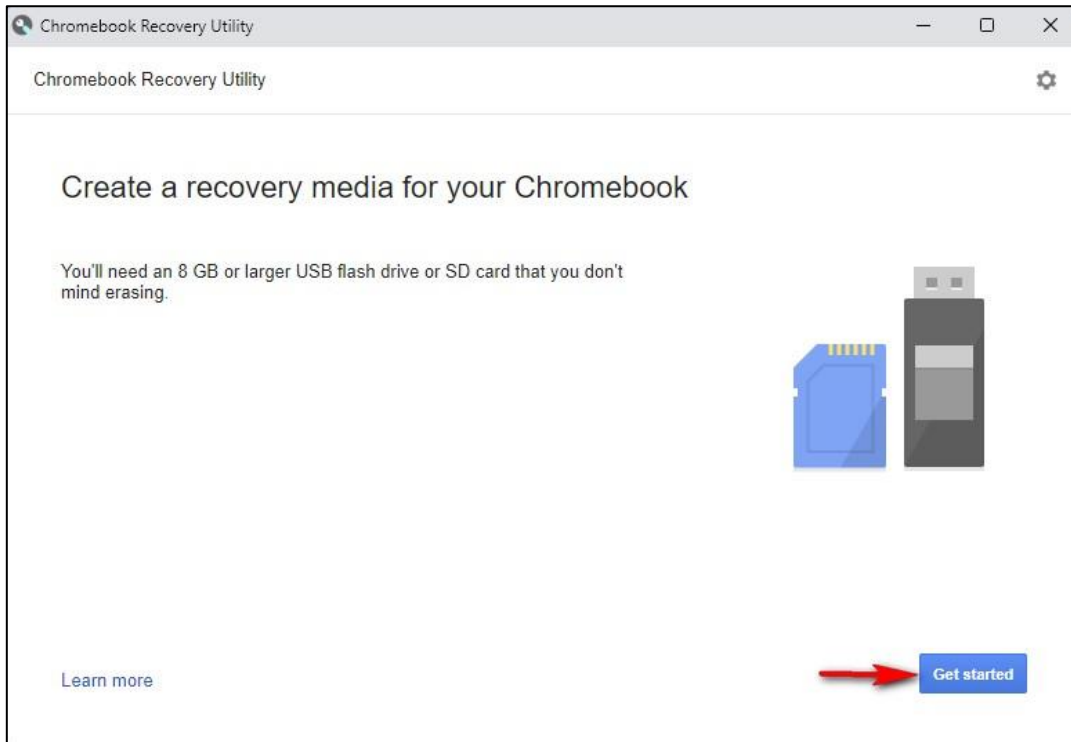 Chromebook Recovery Utility
Chromebook Recovery Utility
Create a recovery media for your Chromebook
You'll need an 8 GB or larger USB flash drive or SD card that you don't
mind erasing.
Learn more
Get started